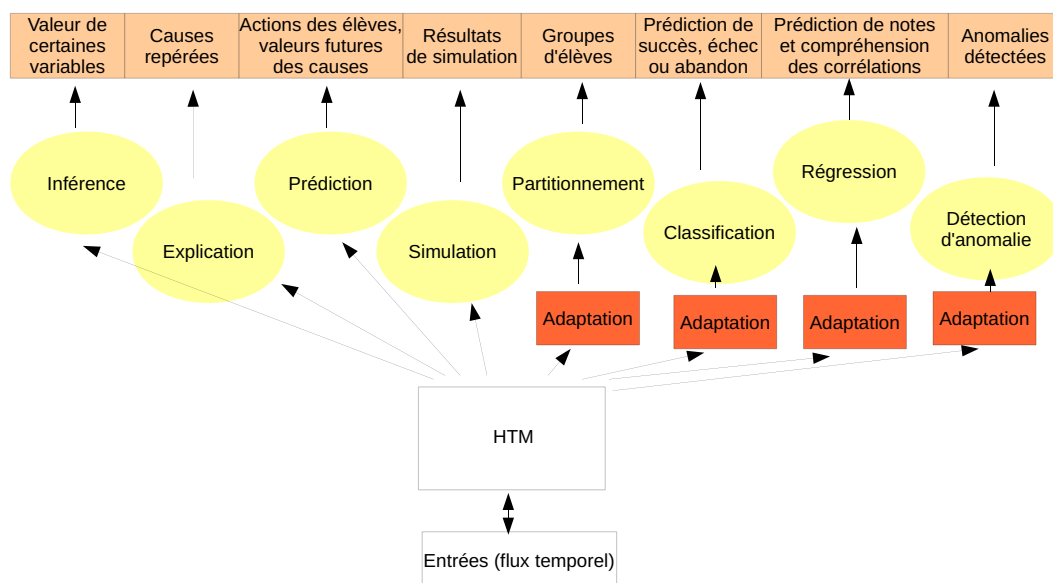 Valeur de
certaines
variables
Causes
repérées
Actions des élèves,
valeurs futures
des causes
Résultats
de simulation
Groupes
d'élèves
Prédiction de
succès, échec
ou abandon
Prédiction de notes
et compréhension
des corrélations
Anomalies
détectées
Inférence
Explication
Prédiction
Simulation
Partitionnement
Classification
Régression
Détection
d'anomalie
Adaptation
Adaptation
Adaptation
Adaptation
HTM
Entrées (flux temporel)